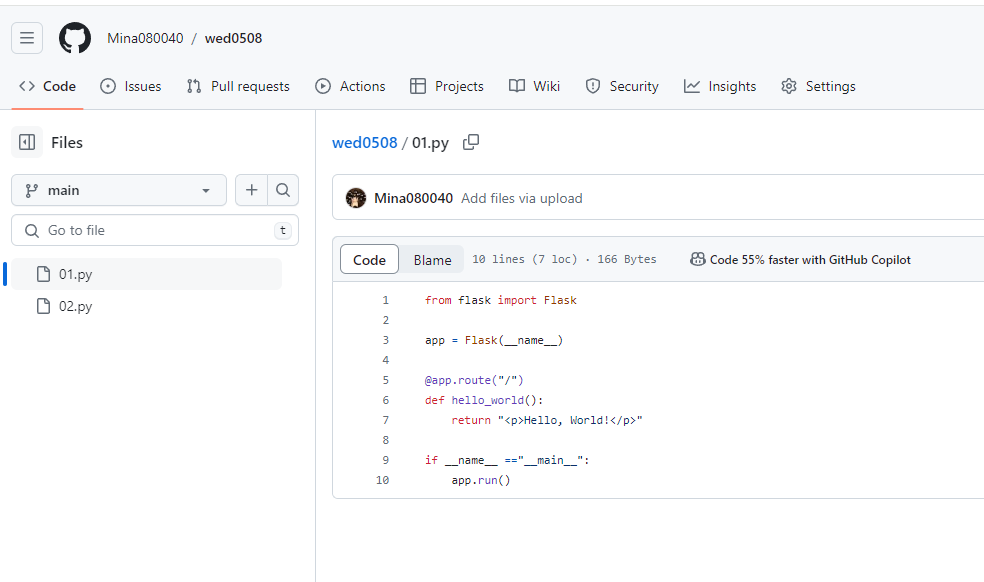 Mina080040 / wed0508
Code Issues Pull requests Actions Projects Wiki Security Insights Settings
Files
main
Go to file t
01.py
02.py
wed0508 / 01.py
Mina080040 Add files via upload
Code Blame 10 lines (7 loc) · 166 Bytes Code 55% faster with GitHub Copilot
1 from flask import Flask
2
3 app = Flask(__name__)
4
5 @app.route("/")
6 def hello_world():
7     return "<p>Hello, World!</p>"
8
9 if __name__ =="__main__":
10     app.run()